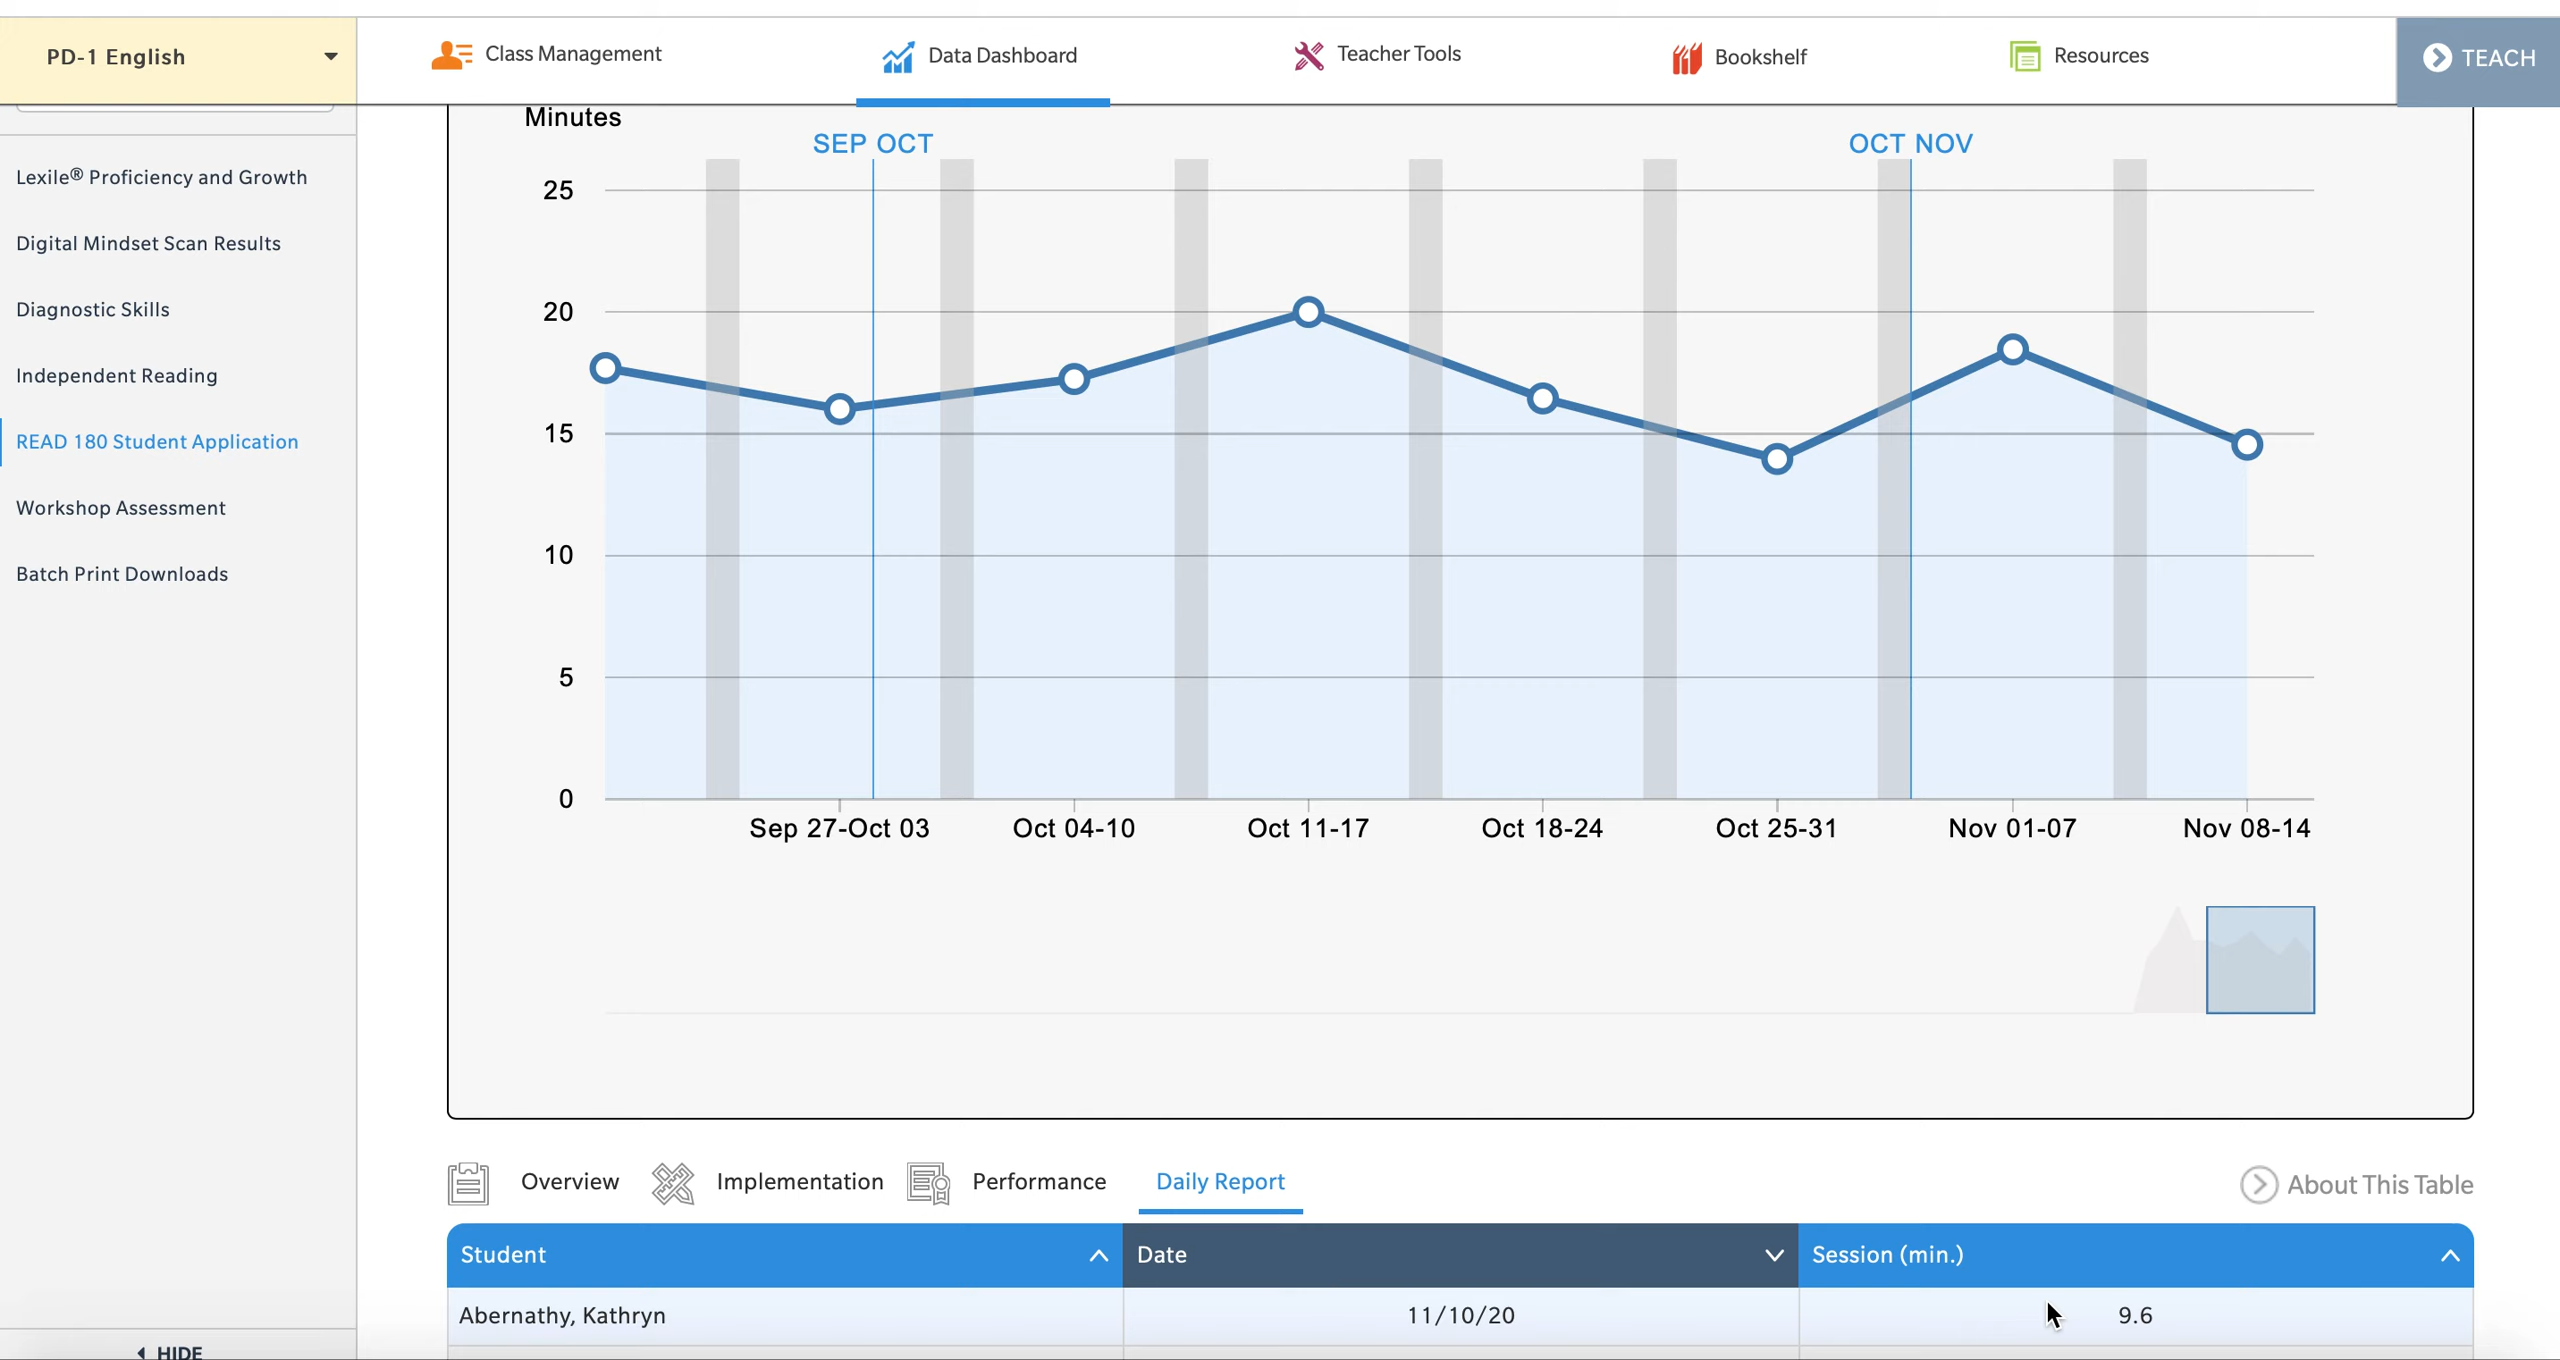 PD-1 English
Class Management
Data Dashboard
Teacher Tools
Bookshelf
Resources
TEACH
Lexile® Proficiency and Growth
Digital Mindset Scan Results
Diagnostic Skills
Independent Reading
READ 180 Student Application
Workshop Assessment
Batch Print Downloads
HIDE
Minutes
SEP OCT
OCT NOV
25
20
15
10
5
0
Sep 27-Oct 03
Oct 04-10
Oct 11-17
Oct 18-24
Oct 25-31
Nov 01-07
Nov 08-14
Overview
Implementation
Performance
Daily Report
About This Table
Student
Date
Session (min.)
Abernathy, Kathryn
11/10/20
9.6